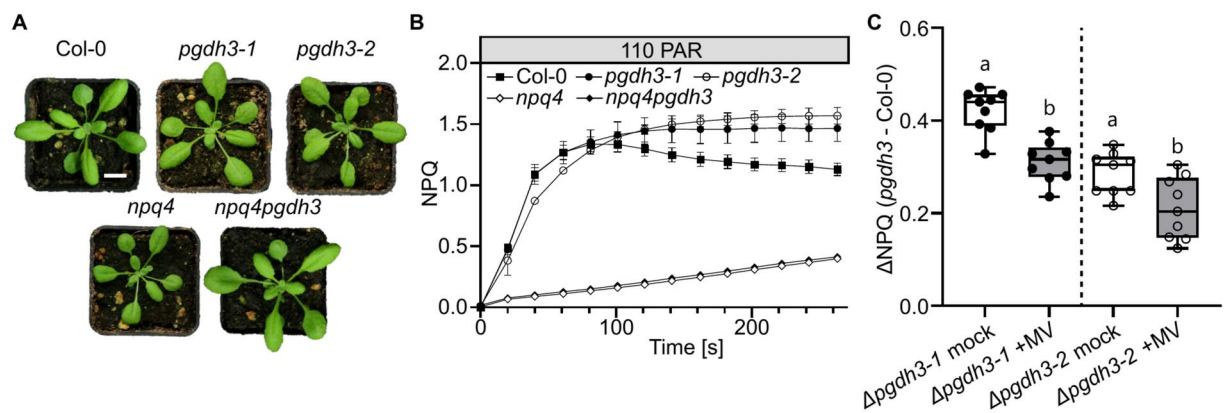 A
Col-0
pgdh3-1
pgdh3-2
npq4
npq4pgdh3
B
110 PAR
Col-0 pgdh3-1 pgdh3-2
npq4 npq4pgdh3
NPQ
2.0
1.5
1.0
0.5
0.0
0 100 200
Time [s]
C
ΔNPQ (pgdh3 - Col-0)
0.6
0.4
0.2
0.0
a
b
a
b
Δpgdh3-1 mock
Δpgdh3-1 +MV
Δpgdh3-2 mock
Δpgdh3-2 +MV